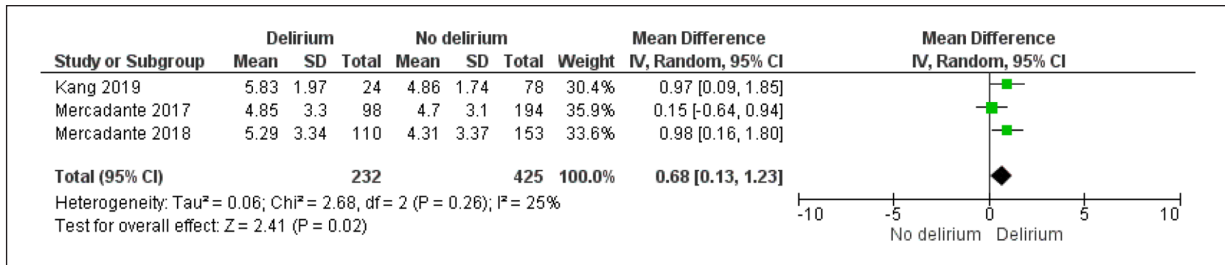 Delirium No delirium Mean Difference Mean Difference
Study or Subgroup Mean SD Total Mean SD Total Weight IV, Random, 95% CI IV, Random, 95% CI
Kang 2019 5.83 1.97 24 4.86 1.74 78 30.4% 0.97 [0.09, 1.85]
Mercadante 2017 4.85 3.3 98 4.7 3.1 194 35.9% 0.15 [-0.64, 0.94]
Mercadante 2018 5.29 3.34 110 4.31 3.37 153 33.6% 0.98 [0.16, 1.80]
Total (95% CI) 232 425 100.0% 0.68 [0.13, 1.23]
Heterogeneity: Tau² = 0.06; Chi² = 2.68, df = 2 (P = 0.26); I² = 25%
Test for overall effect: Z = 2.41 (P = 0.02)
-10 -5 0 5 10
No delirium Delirium